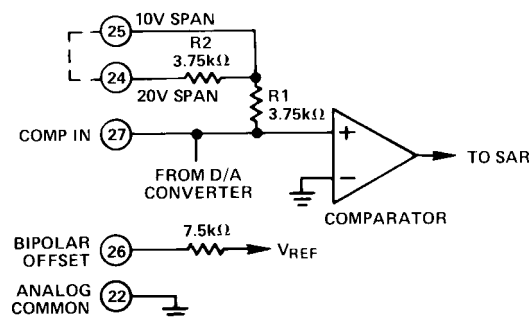 25 10V SPAN
R2
3.75kΩ
24
20V SPAN
R1
3.75kΩ
COMP IN 27
+
−
TO SAR
FROM D/A
CONVERTER
COMPARATOR
7.5kΩ
BIPOLAR
OFFSET
26
VREF
ANALOG
COMMON
22